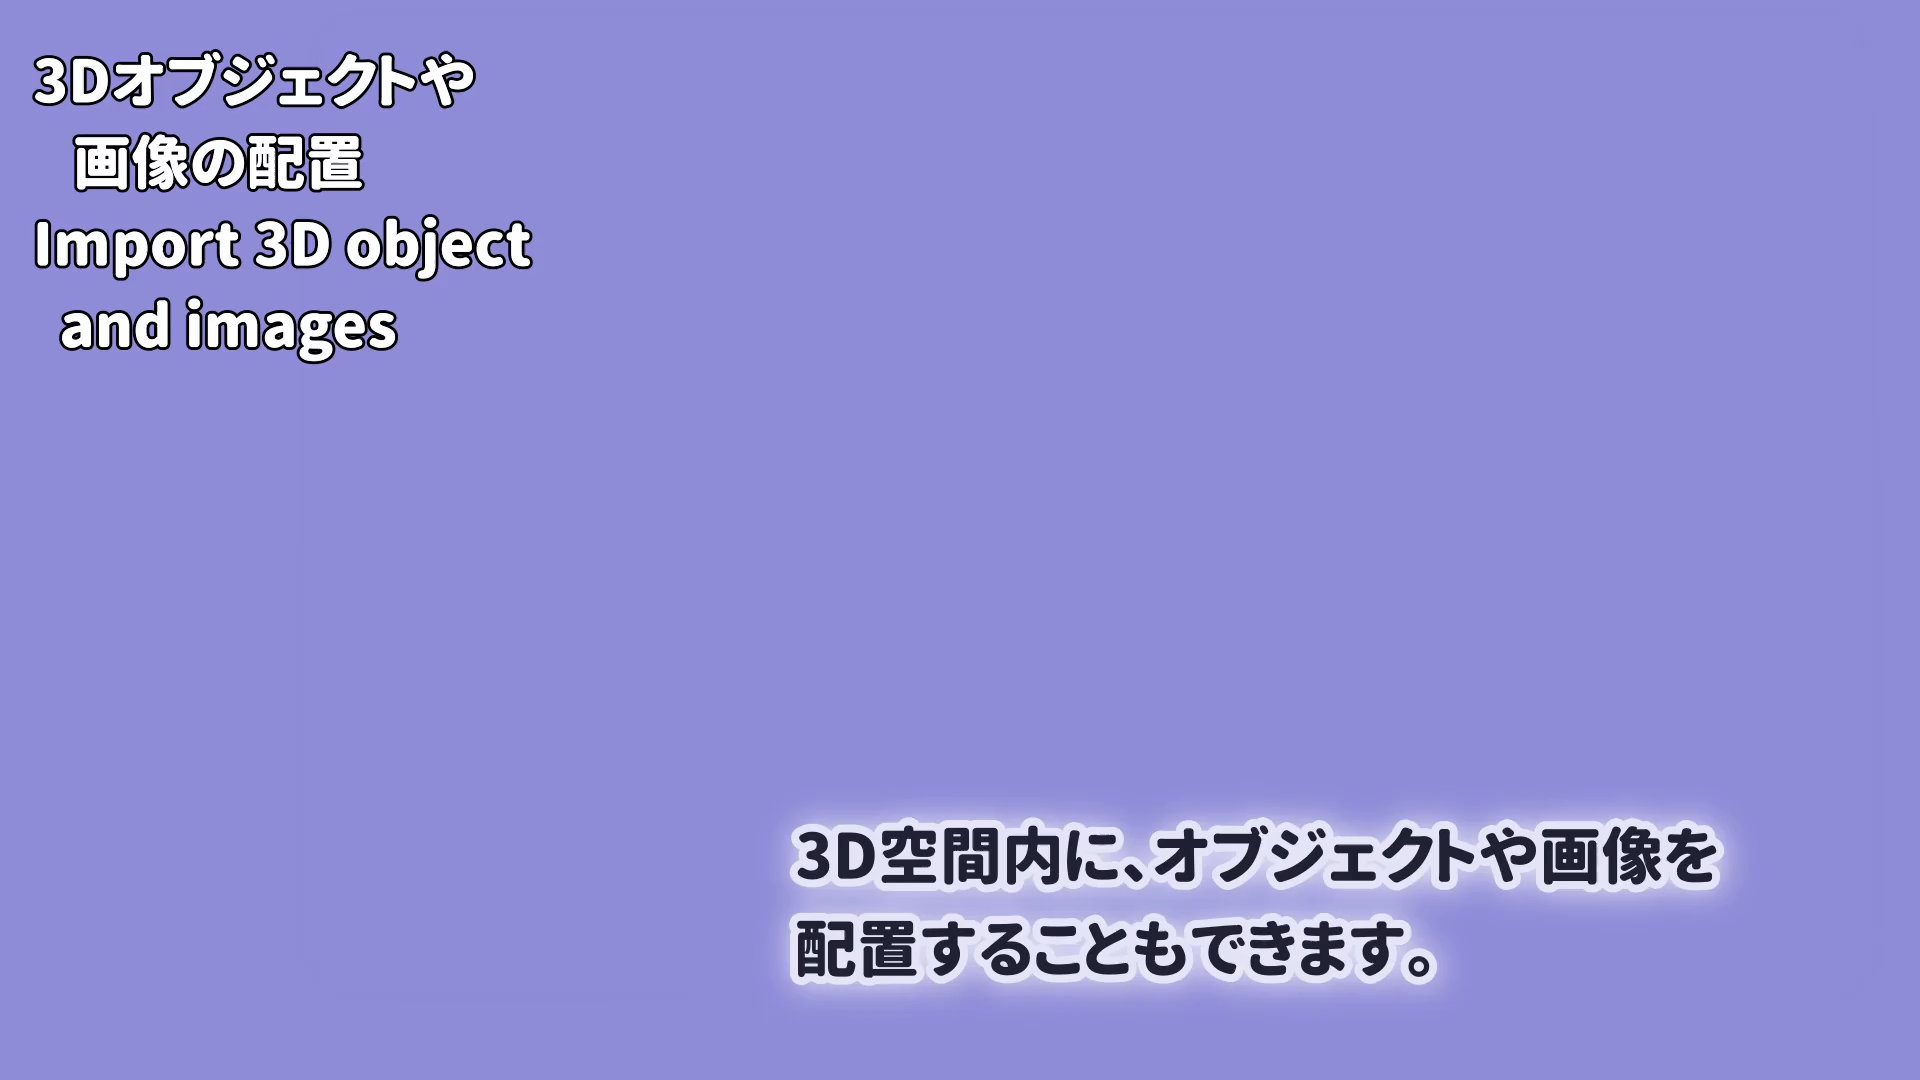 3Dオブジェクトや
画像の配置
Import 3D object
and images
3D空間内に、オブジェクトや画像を
配置することもできます。